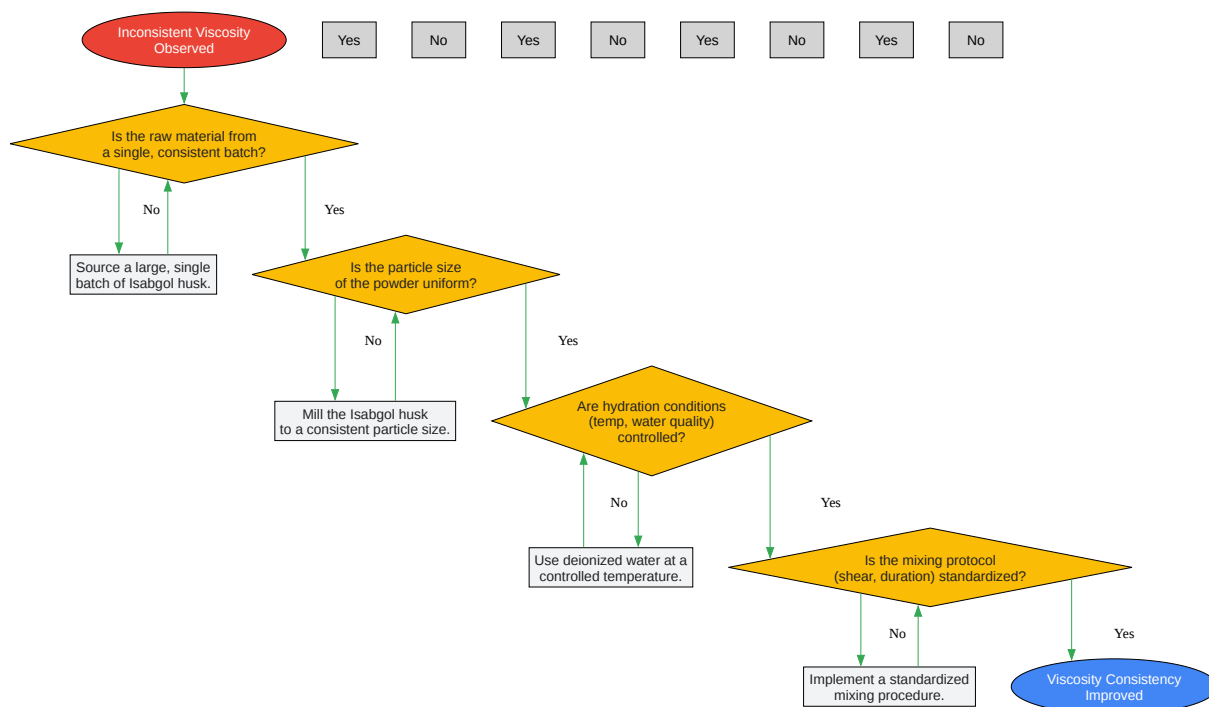 Inconsistent Viscosity
Observed
Yes
No
Yes
No
Yes
No
Yes
No
Is the raw material from
a single, consistent batch?
No
Yes
Source a large, single
batch of Isabgol husk.
Is the particle size
of the powder uniform?
No
Yes
Mill the Isabgol husk
to a consistent particle size.
Are hydration conditions
(temp, water quality)
controlled?
No
Yes
Use deionized water at a
controlled temperature.
Is the mixing protocol
(shear, duration) standardized?
No
Yes
Implement a standardized
mixing procedure.
Viscosity Consistency
Improved